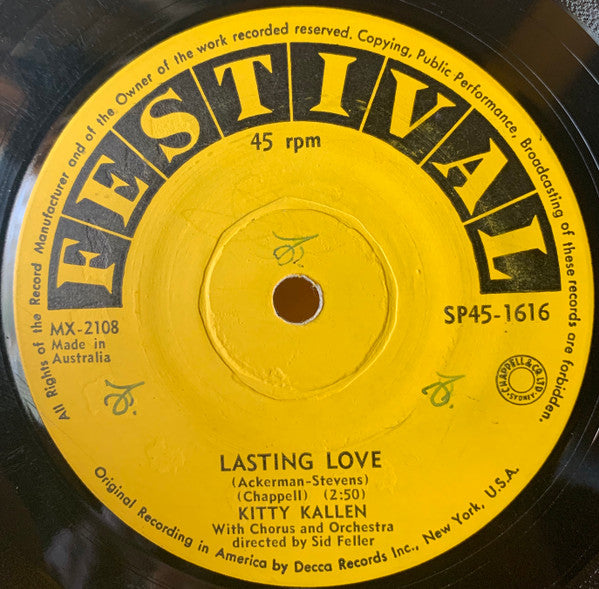 All Rights of the Record Manufacturer and of the Owner of the work recorded reserved. Copying, Public Performance, Broadcasting of these records are forbidden.
FESTIVAL
45 rpm
MX-2108
Made in
Australia
SP45-1616
CHAPPELL & CO. LTD.
SYDNEY
LASTING LOVE
(Ackerman-Stevens)
(Chappell) (2:50)
KITTY KALLEN
With Chorus and Orchestra
directed by Sid Feller
Original Recording in America by Decca Records Inc., New York, U.S.A.